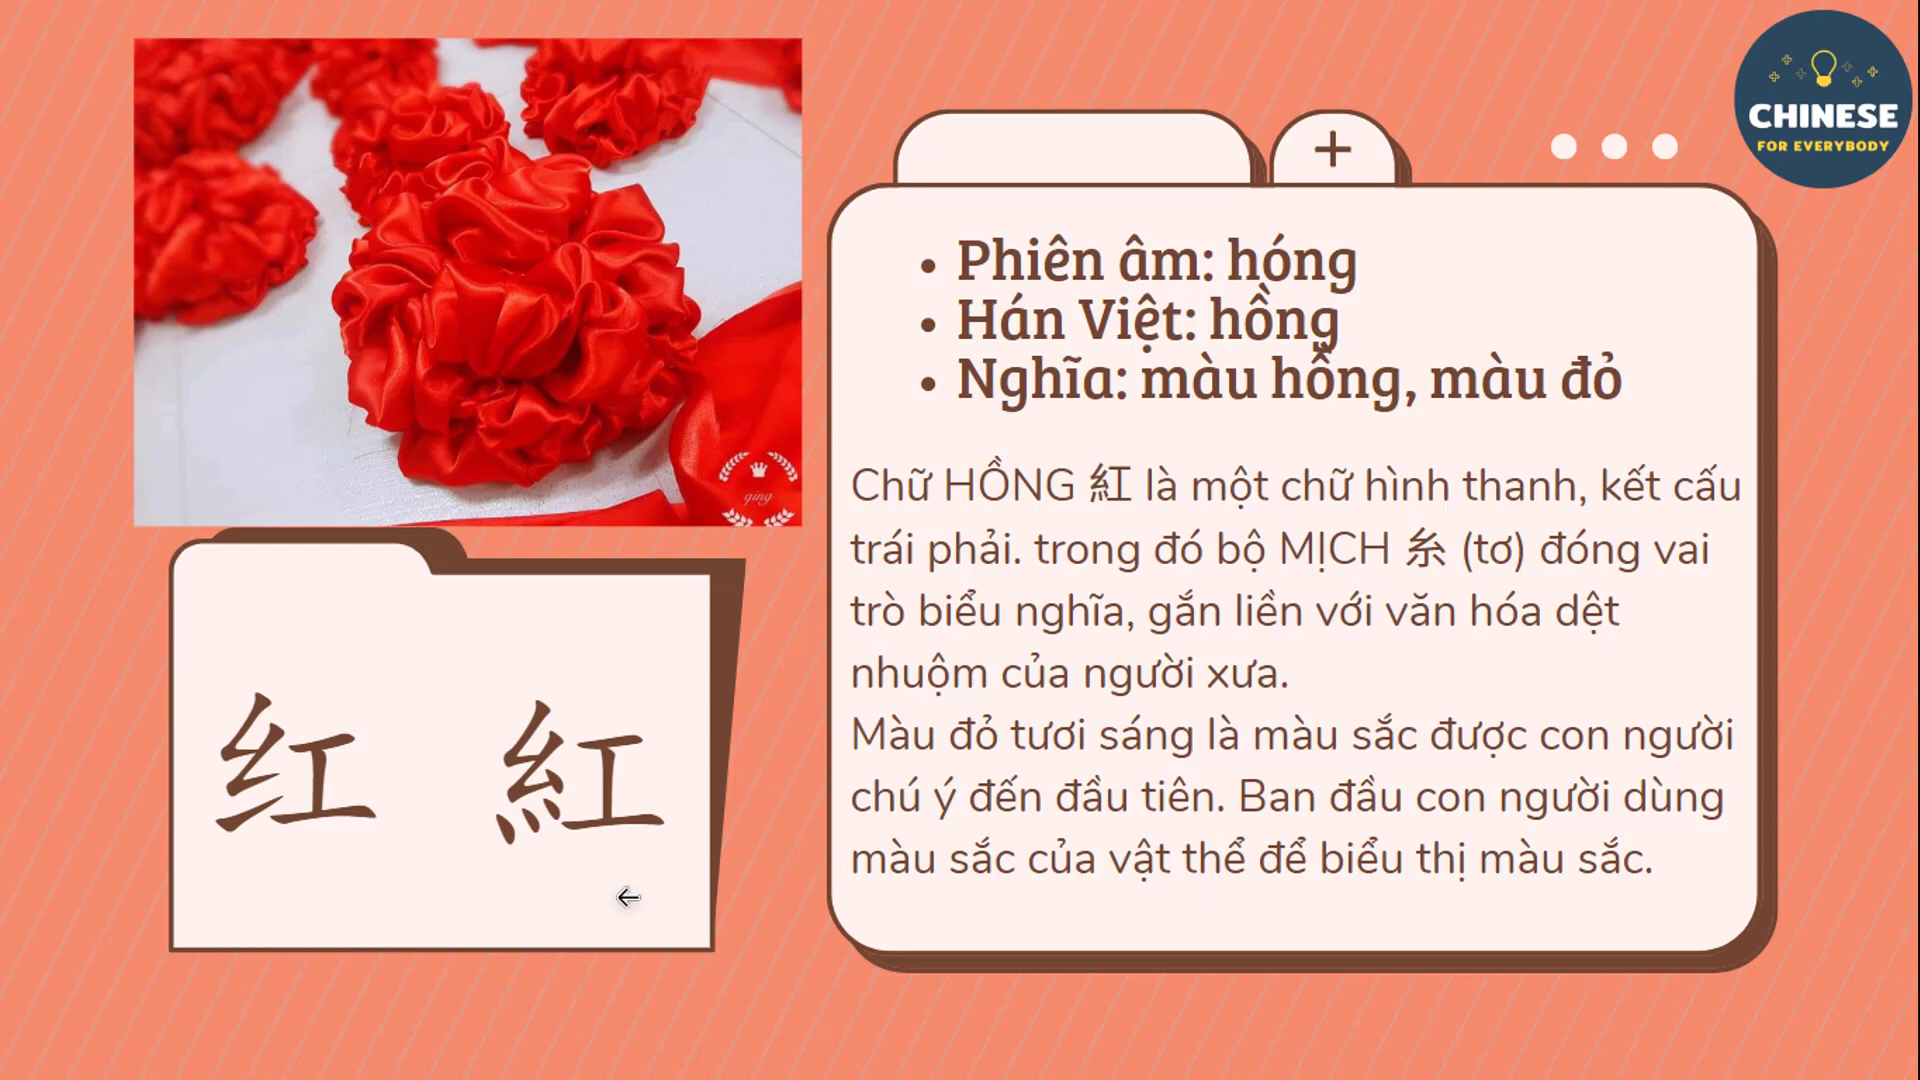 CHINESE
FOR EVERYBODY
+
• Phiên âm: hóng
• Hán Việt: hồng
• Nghĩa: màu hồng, màu đỏ
qing
Chữ HỒNG 紅 là một chữ hình thanh, kết cấu
trái phải. trong đó bộ MỊCH 糸 (tơ) đóng vai
trò biểu nghĩa, gắn liền với văn hóa dệt
nhuộm của người xưa.
Màu đỏ tươi sáng là màu sắc được con người
chú ý đến đầu tiên. Ban đầu con người dùng
màu sắc của vật thể để biểu thị màu sắc.
红 紅